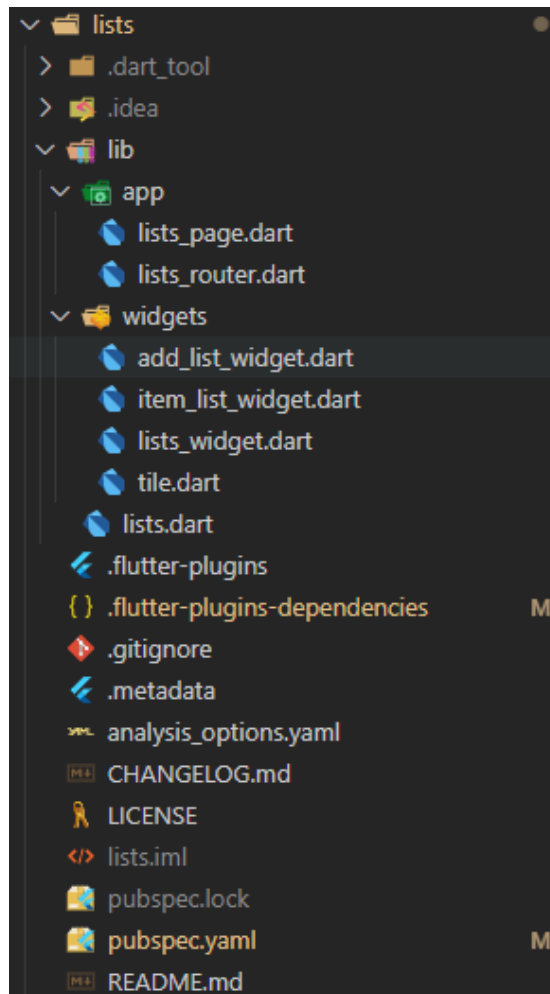 lists
.dart_tool
.idea
lib
app
lists_page.dart
lists_router.dart
widgets
add_list_widget.dart
item_list_widget.dart
lists_widget.dart
tile.dart
lists.dart
.flutter-plugins
{ } .flutter-plugins-dependencies M
.gitignore
.metadata
YAML analysis_options.yaml
M↓ CHANGELOG.md
LICENSE
</> lists.iml
pubspec.lock
pubspec.yaml M
M↓ README.md